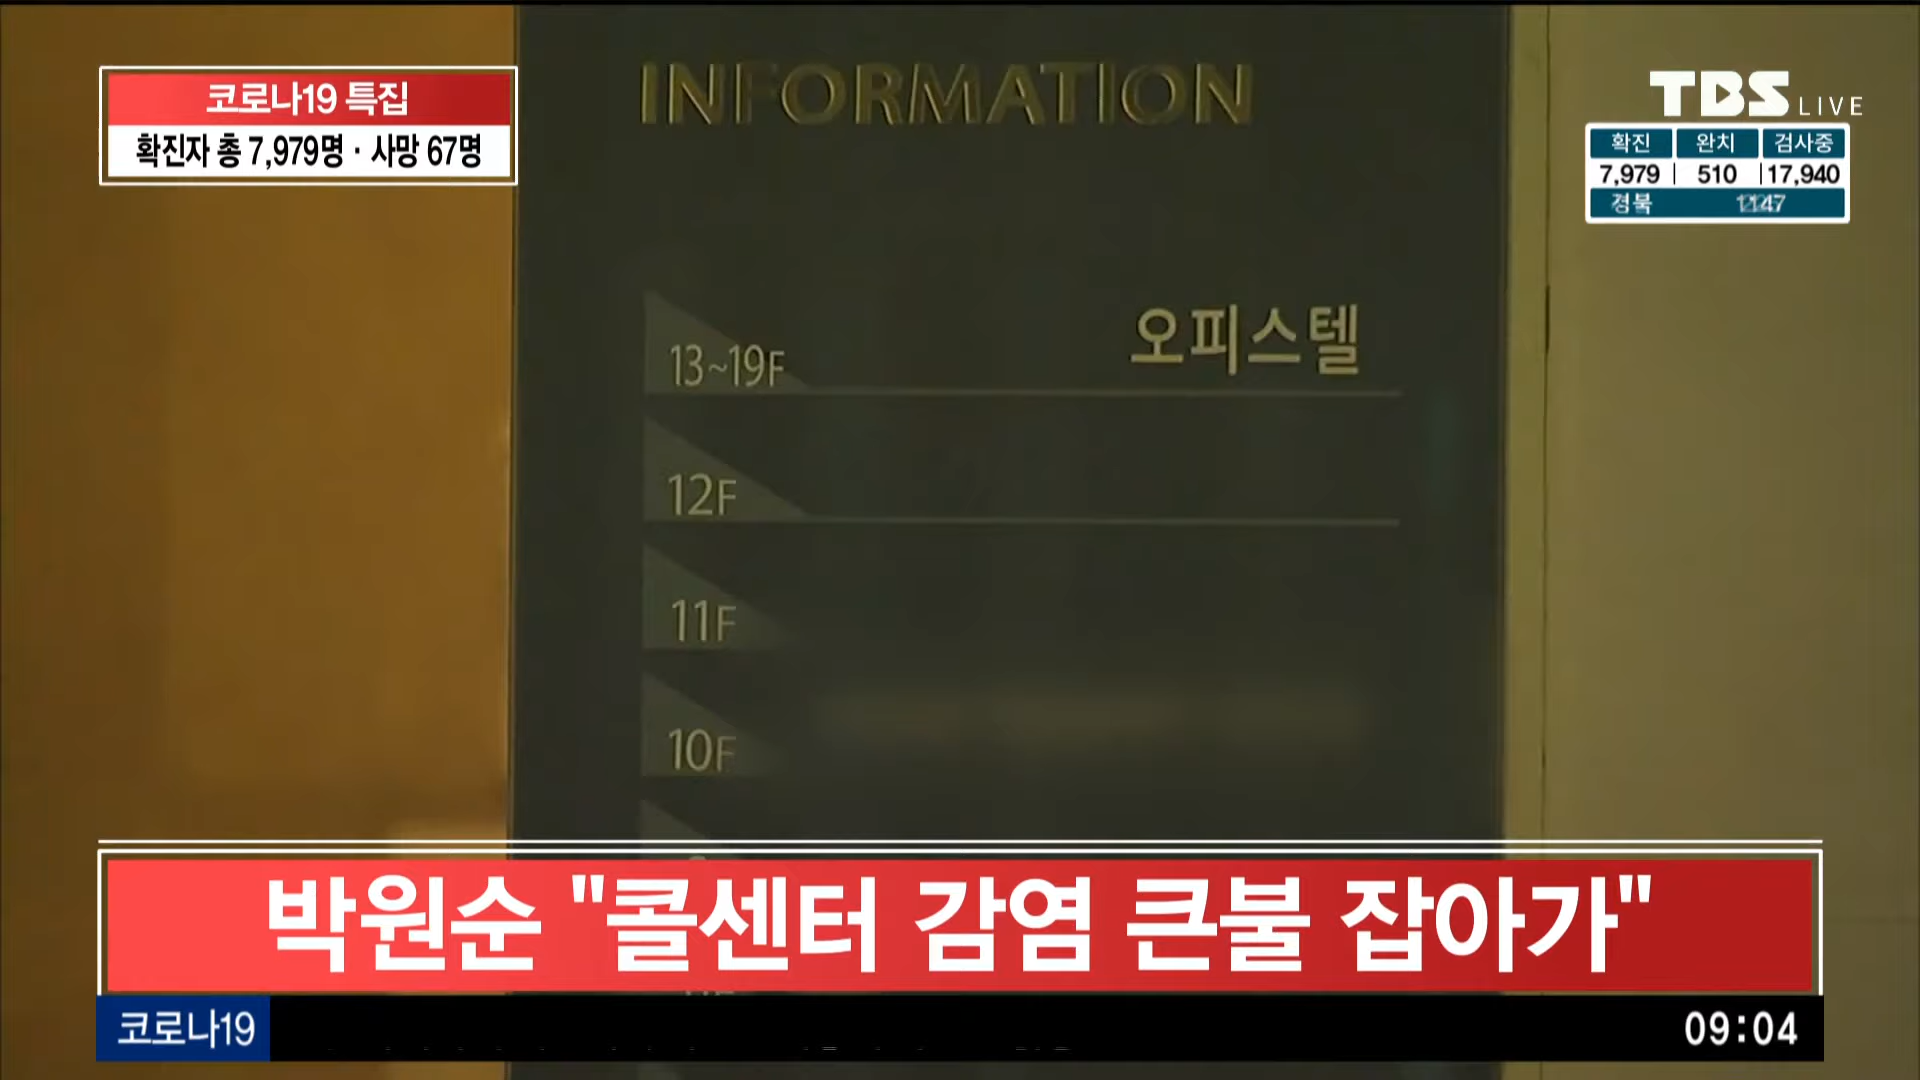 코로나19 특집
확진자 총 7,979명 · 사망 67명
TBS LIVE
확진 완치 검사중
7,979 510 17,940
경북
INFORMATION
13~19F 오피스텔
12F
11F
10F
박원순 "콜센터 감염 큰불 잡아가"
코로나19
09:04